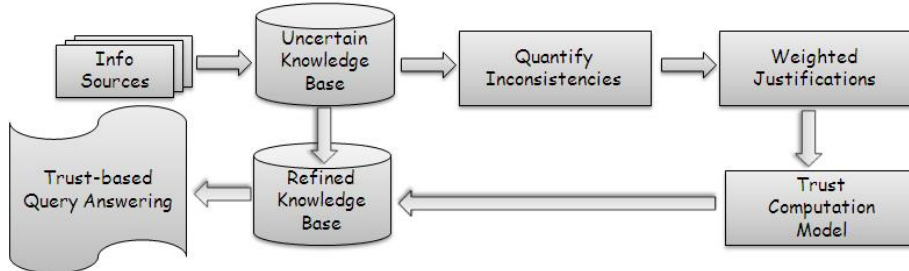 Info
Sources
Uncertain
Knowledge
Base
Quantify
Inconsistencies
Weighted
Justifications
Trust-based
Query Answering
Refined
Knowledge
Base
Trust
Computation
Model